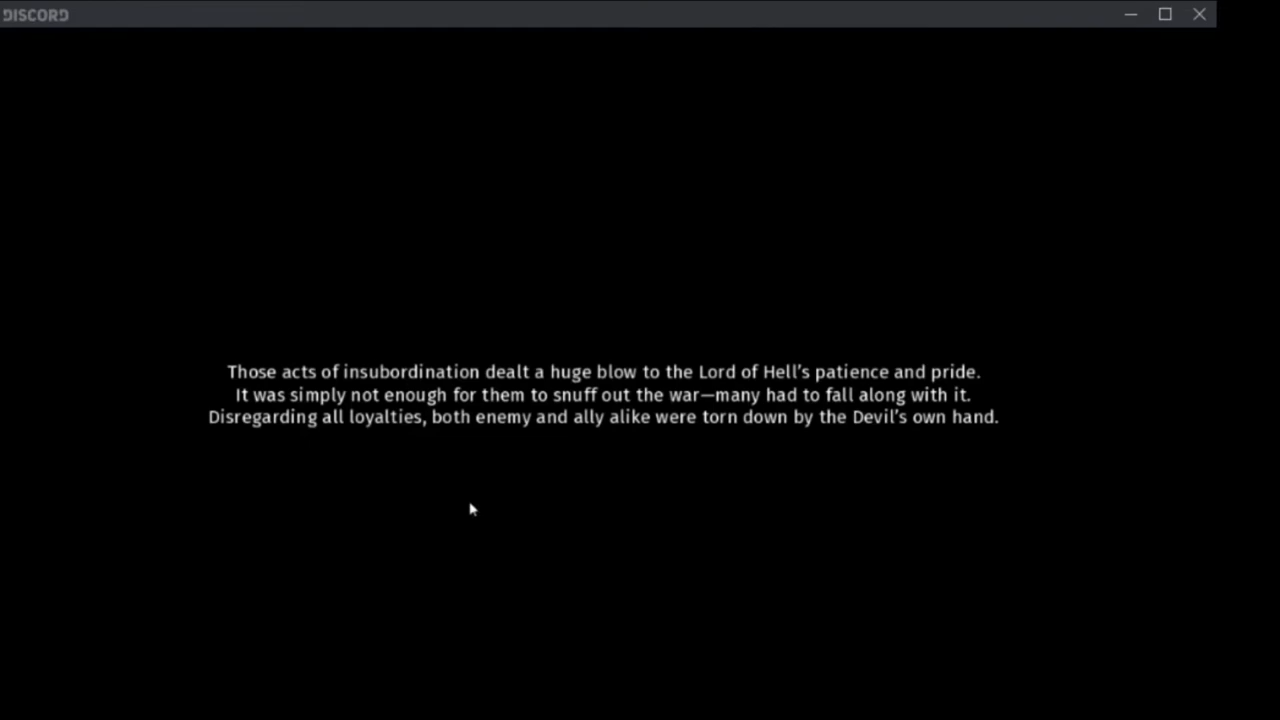 DISCORD
Those acts of insubordination dealt a huge blow to the Lord of Hell's patience and pride.
It was simply not enough for them to snuff out the war—many had to fall along with it.
Disregarding all loyalties, both enemy and ally alike were torn down by the Devil's own hand.